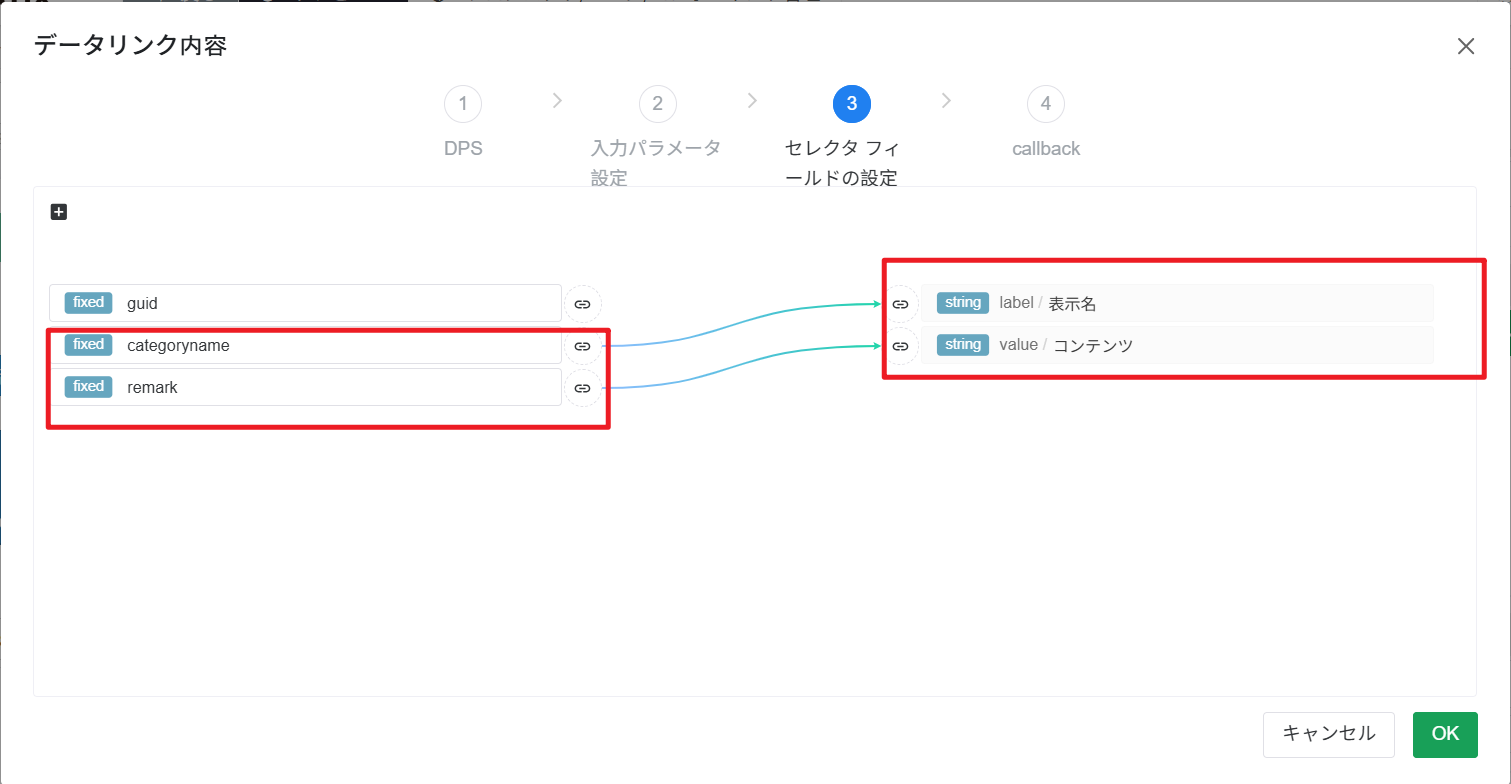 データリンク内容
1
2
3
4
DPS
入力パラメータ
設定
セレクタ フィ
ールドの設定
callback
fixed guid
fixed categoryname
fixed remark
string label / 表示名
string value / コンテンツ
キャンセル
OK